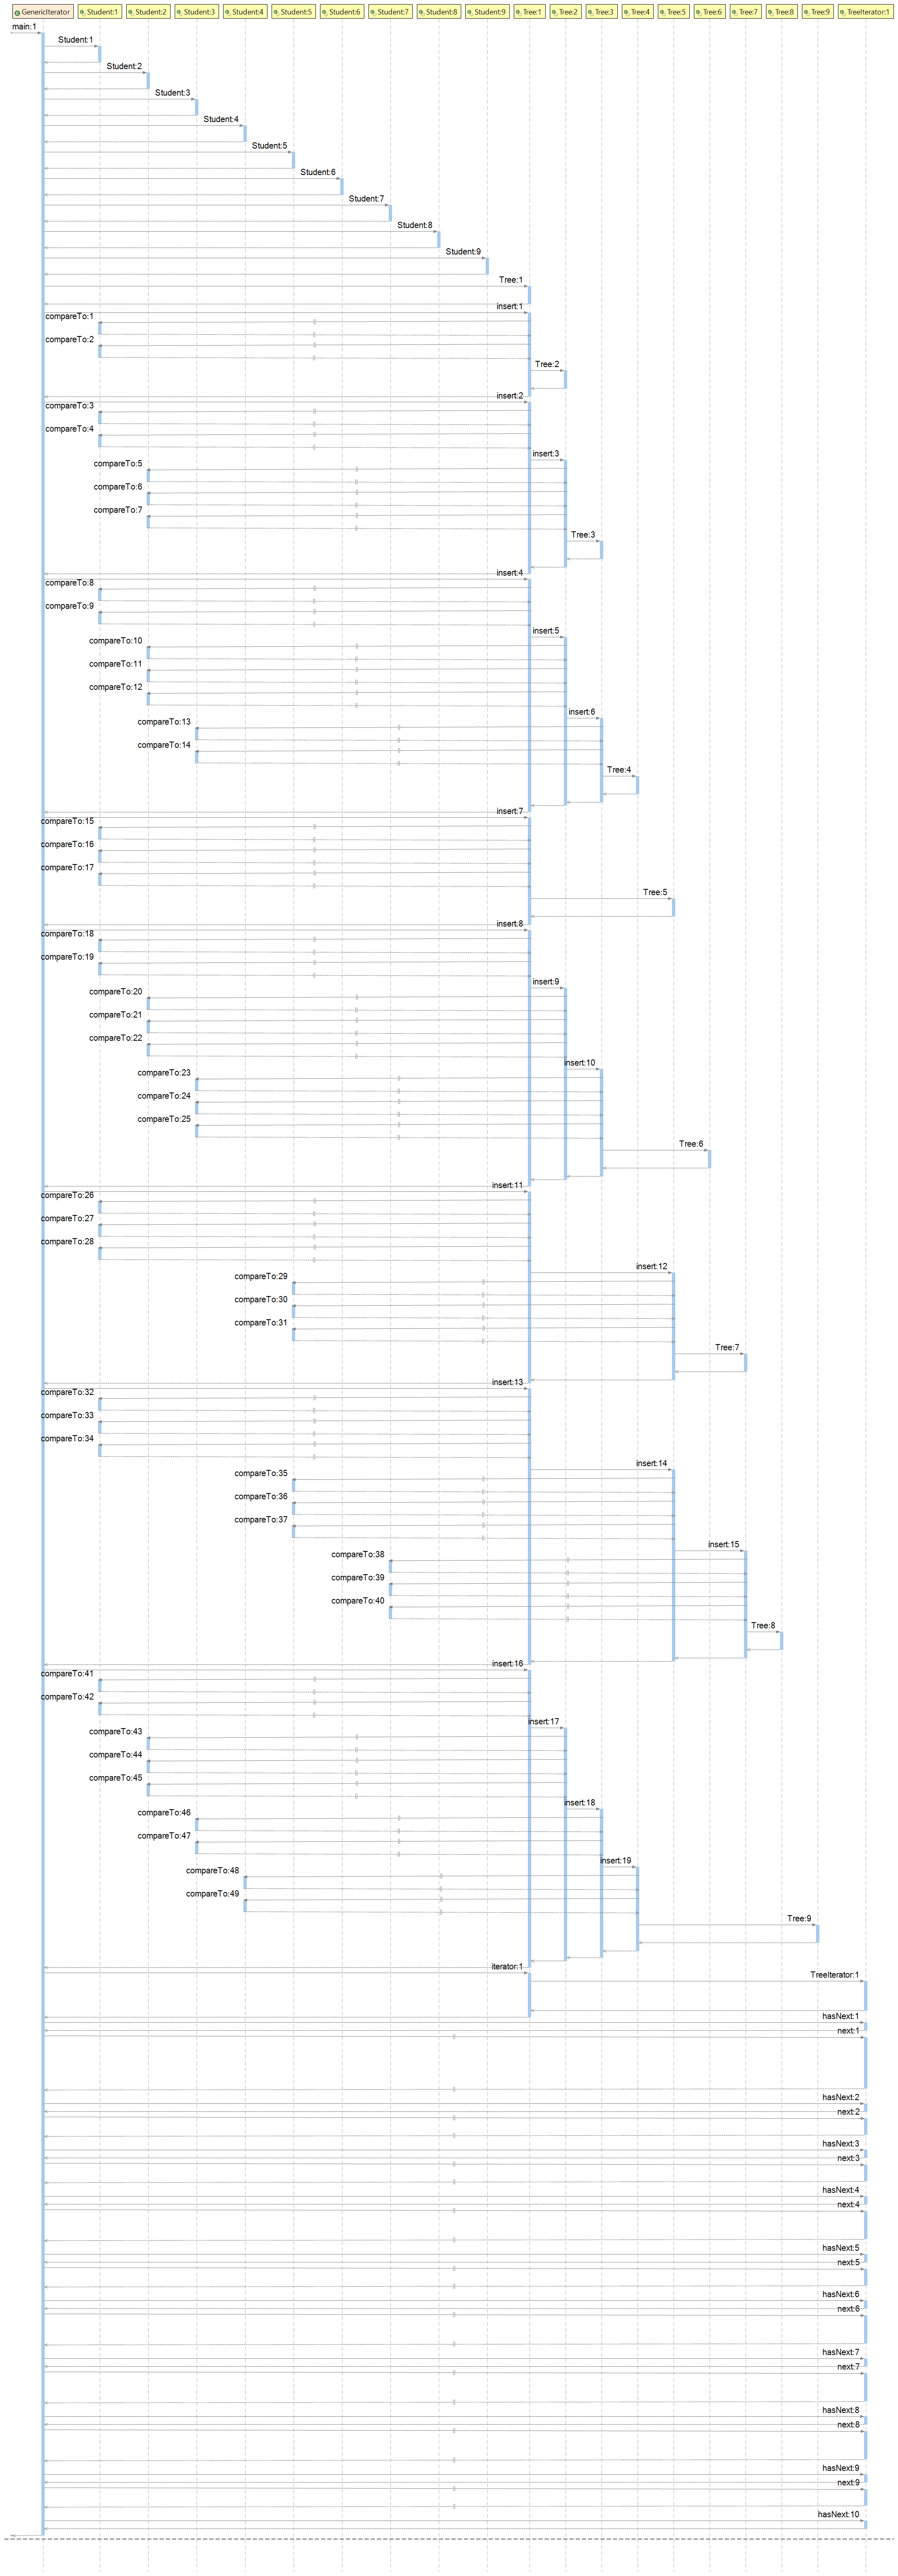 GenericIterator Student:1 Student:2 Student:3 Student:4 Student:5 Student:6 Student:7 Student:8 Student:9 Tree:1 Tree:2 Tree:3 Tree:4 Tree:5 Tree:6 Tree:7 Tree:8 Tree:9 TreeIterator:1
main:1
Student:1
Student:2
Student:3
Student:4
Student:5
Student:6
Student:7
Student:8
Student:9
Tree:1
insert:1
compareTo:1
compareTo:2
Tree:2
insert:2
compareTo:3
compareTo:4
insert:3
compareTo:5
compareTo:6
compareTo:7
Tree:3
insert:4
compareTo:8
compareTo:9
insert:5
compareTo:10
compareTo:11
compareTo:12
insert:6
compareTo:13
compareTo:14
Tree:4
insert:7
compareTo:15
compareTo:16
compareTo:17
Tree:5
insert:8
compareTo:18
compareTo:19
insert:9
compareTo:20
compareTo:21
compareTo:22
insert:10
compareTo:23
compareTo:24
compareTo:25
Tree:6
insert:11
compareTo:26
compareTo:27
compareTo:28
insert:12
compareTo:29
compareTo:30
compareTo:31
Tree:7
insert:13
compareTo:32
compareTo:33
compareTo:34
insert:14
compareTo:35
compareTo:36
compareTo:37
insert:15
compareTo:38
compareTo:39
compareTo:40
Tree:8
insert:16
compareTo:41
compareTo:42
insert:17
compareTo:43
compareTo:44
compareTo:45
insert:18
compareTo:46
compareTo:47
insert:19
compareTo:48
compareTo:49
Tree:9
iterator:1
TreeIterator:1
hasNext:1
next:1
hasNext:2
next:2
hasNext:3
next:3
hasNext:4
next:4
hasNext:5
next:5
hasNext:6
next:6
hasNext:7
next:7
hasNext:8
next:8
hasNext:9
next:9
hasNext:10